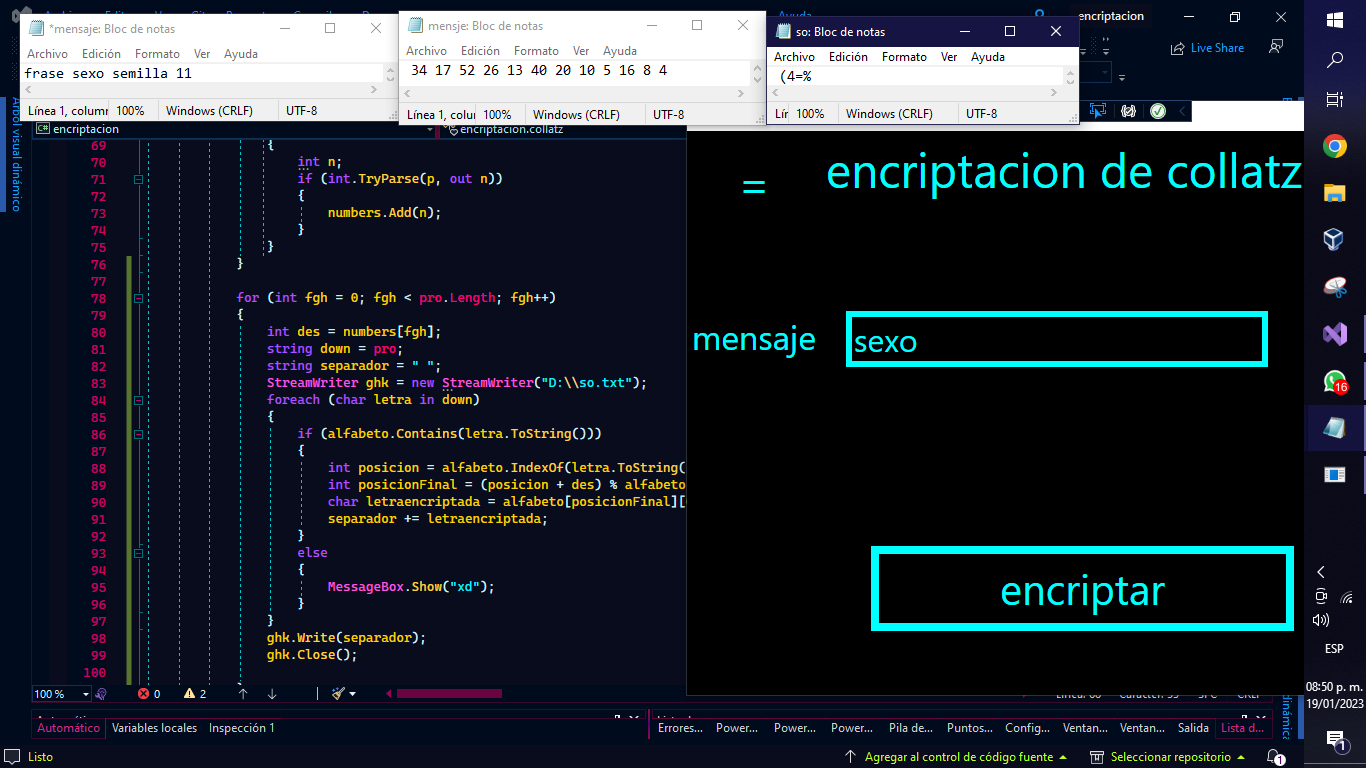 *mensaje: Bloc de notas
Archivo Edición Formato Ver Ayuda
frase sexo semilla 11
Línea 1, column 100% Windows (CRLF) UTF-8
mensje: Bloc de notas
Archivo Edición Formato Ver Ayuda
34 17 52 26 13 40 20 10 5 16 8 4
Línea 1, colu 100% Windows (CRLF) UTF-8
so: Bloc de notas
Archivo Edición Formato Ver Ayuda
(4=%
Lír 100% Windows (CRLF) UTF-8
Ayuda
encriptacion
Live Share
Árbol visual dinámico
encriptacion
encriptacion.collatz
69 {
70 int n;
71 if (int.TryParse(p, out n))
72 {
73 numbers.Add(n);
74 }
75 }
76 }
77
78 for (int fgh = 0; fgh < pro.Length; fgh++)
79 {
80 int des = numbers[fgh];
81 string down = pro;
82 string separador = " ";
83 StreamWriter ghk = new StreamWriter("D:\\so.txt");
84 foreach (char letra in down)
85 {
86 if (alfabeto.Contains(letra.ToString()))
87 {
88 int posicion = alfabeto.IndexOf(letra.ToString(
89 int posicionFinal = (posicion + des) % alfabeto
90 char letraencriptada = alfabeto[posicionFinal][
91 separador += letraencriptada;
92 }
93 else
94 {
95 MessageBox.Show("xd");
96 }
97 }
98 ghk.Write(separador);
99 ghk.Close();
100
=
encriptacion de collatz
mensaje
sexo
encriptar
100 % 0 2
Automático Variables locales Inspección 1
Errores... Power... Power... Power... Pila de... Puntos... Config... Ventan... Ventan... Salida Lista d...
Listo
Agregar al control de código fuente
Seleccionar repositorio
1
16
ESP
08:50 p. m.
19/01/2023
1